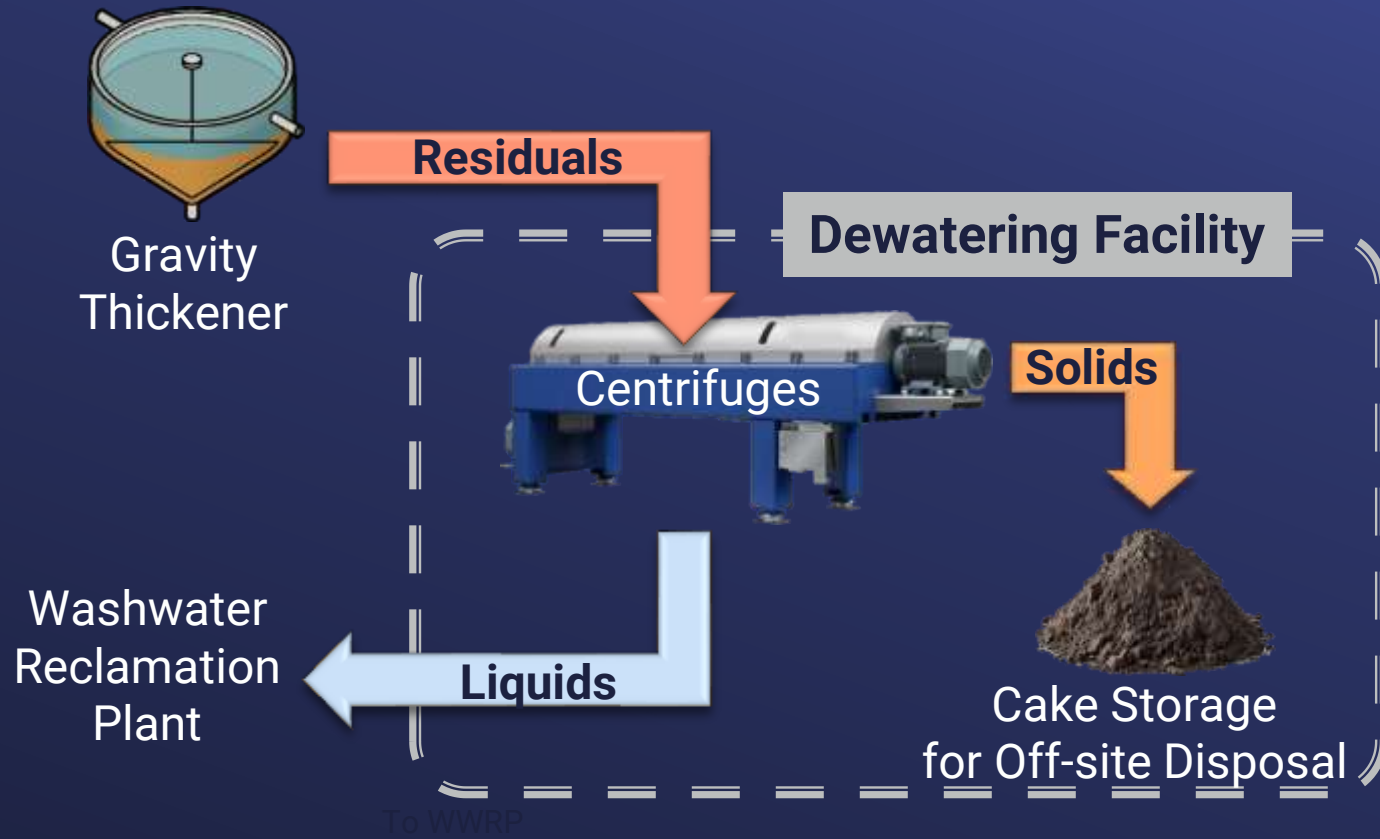 Residuals
Dewatering Facility
Gravity
Thickener
Centrifuges
Solids
Washwater
Reclamation
Plant
Liquids
Cake Storage
for Off-site Disposal
To WWRP